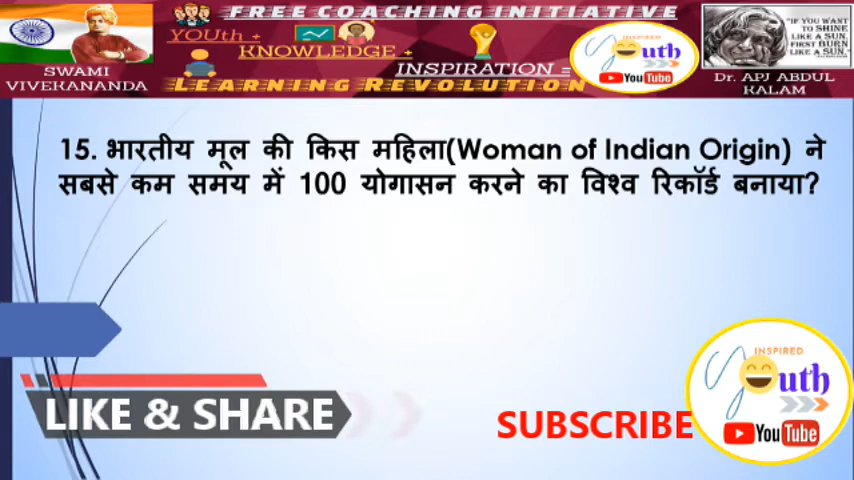 FREE COACHING INITIATIVE
YOUth +
KNOWLEDGE +
INSPIRATION =
LEARNING REVOLUTION
SWAMI
VIVEKANANDA
INSPIRED
youth
YouTube
"IF YOU WANT
TO SHINE
LIKE A SUN,
FIRST BURN
LIKE A SUN,"
Dr. APJ ABDUL
KALAM
15. भारतीय मूल की किस महिला(Woman of Indian Origin) ने
सबसे कम समय में 100 योगासन करने का विश्व रिकॉर्ड बनाया?
LIKE & SHARE
SUBSCRIBE
INSPIRED
youth
YouTube